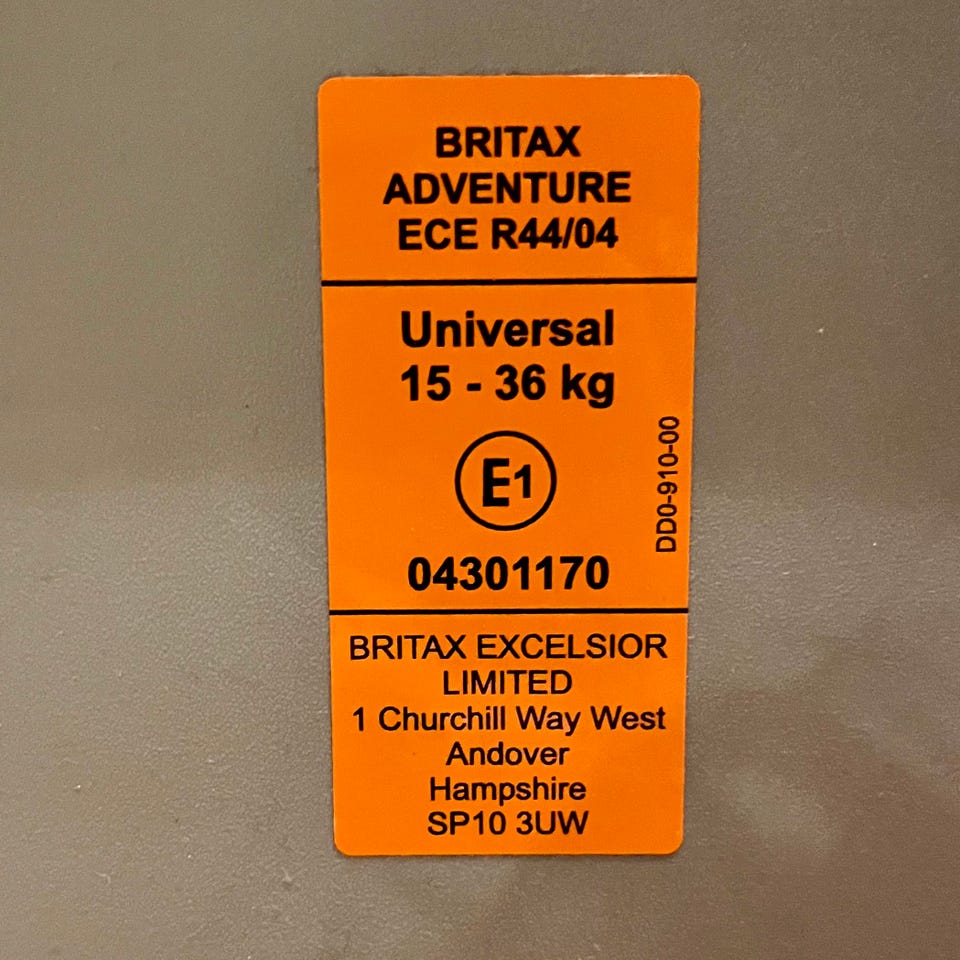 BRITAX
ADVENTURE
ECE R44/04
Universal
15 - 36 kg
E1
04301170
DD0-910-00
BRITAX EXCELSIOR
LIMITED
1 Churchill Way West
Andover
Hampshire
SP10 3UW